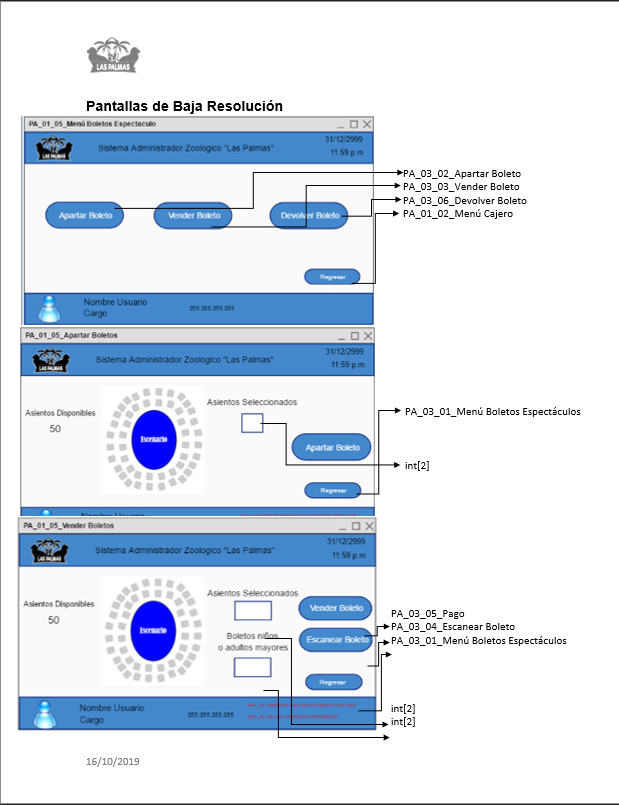 LAS PALMAS
Pantallas de Baja Resolución
PA_01_05_Menú Boletos Espectaculo
LAS PALMAS
Sistema Administrador Zoologico "Las Palmas"
31/12/2999
11:59 p.m
Apartar Boleto
Vender Boleto
Devolver Boleto
Regresar
PA_03_02_Apartar Boleto
PA_03_03_Vender Boleto
PA_03_06_Devolver Boleto
PA_01_02_Menú Cajero
Nombre Usuario
Cargo
255.255.255.255
PA_01_05_Apartar Boletos
LAS PALMAS
Sistema Administrador Zoologico "Las Palmas"
31/12/2999
11:59 p.m
Asientos Disponibles
50
Escenario
Asientos Seleccionados
Apartar Boleto
Regresar
PA_03_01_Menú Boletos Espectáculos
int[2]
Nombre Usuario
PA_01_05_Vender Boletos
LAS PALMAS
Sistema Administrador Zoologico "Las Palmas"
31/12/2999
11:59 p.m
Asientos Disponibles
50
Escenario
Asientos Seleccionados
Boletos niños
o adultos mayores
Vender Boleto
Escanear Boleto
Regresar
PA_03_05_Pago
PA_03_04_Escanear Boleto
PA_03_01_Menú Boletos Espectáculos
Nombre Usuario
Cargo
255.255.255.255
int[2]
int[2]
16/10/2019